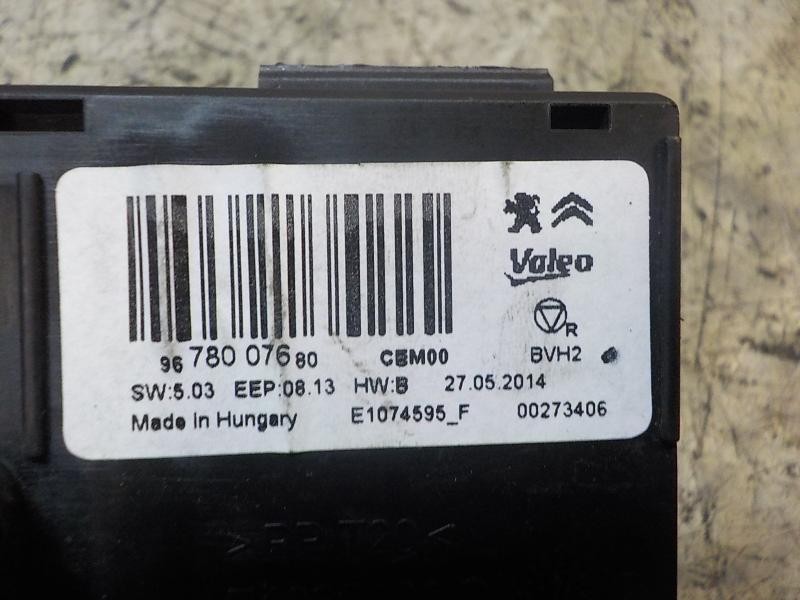 Valeo
R
96 780 076 80 CEM00 BVH2
SW:5.03 EEP:08.13 HW:B 27.05.2014
Made in Hungary E1074595_F 00273406